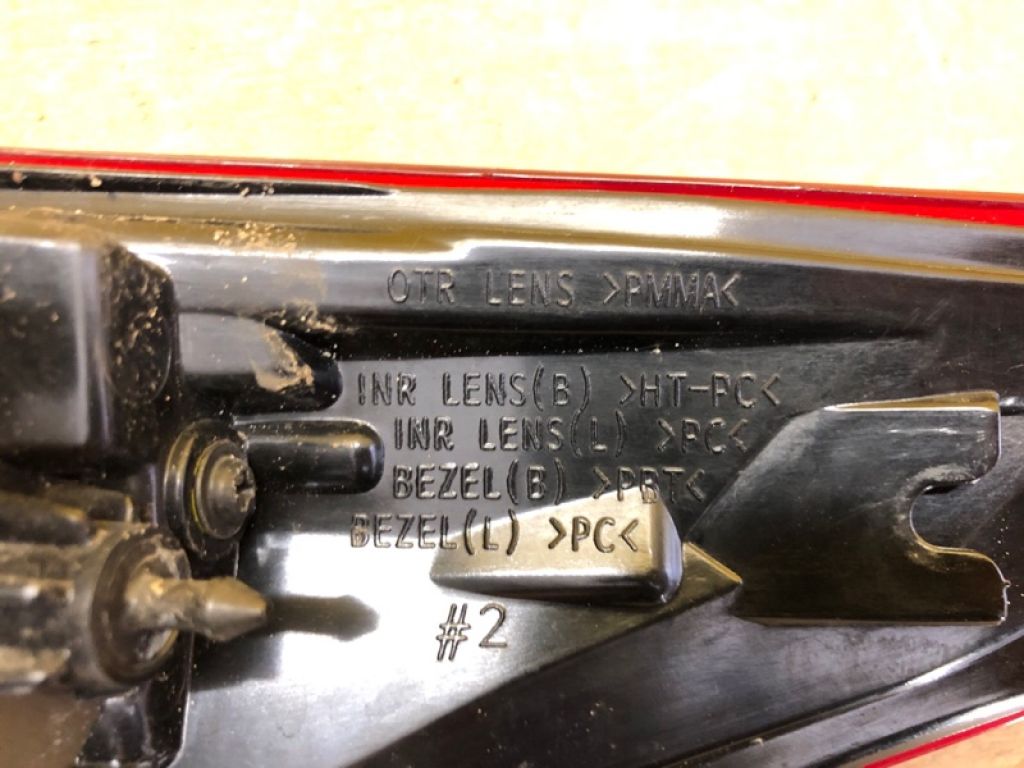 OTR LENS >PMMA<
INR LENS(B) >HT-PC<
INR LENS(L) >PC<
BEZEL(B) >PBT<
BEZEL(L) >PC<
#2